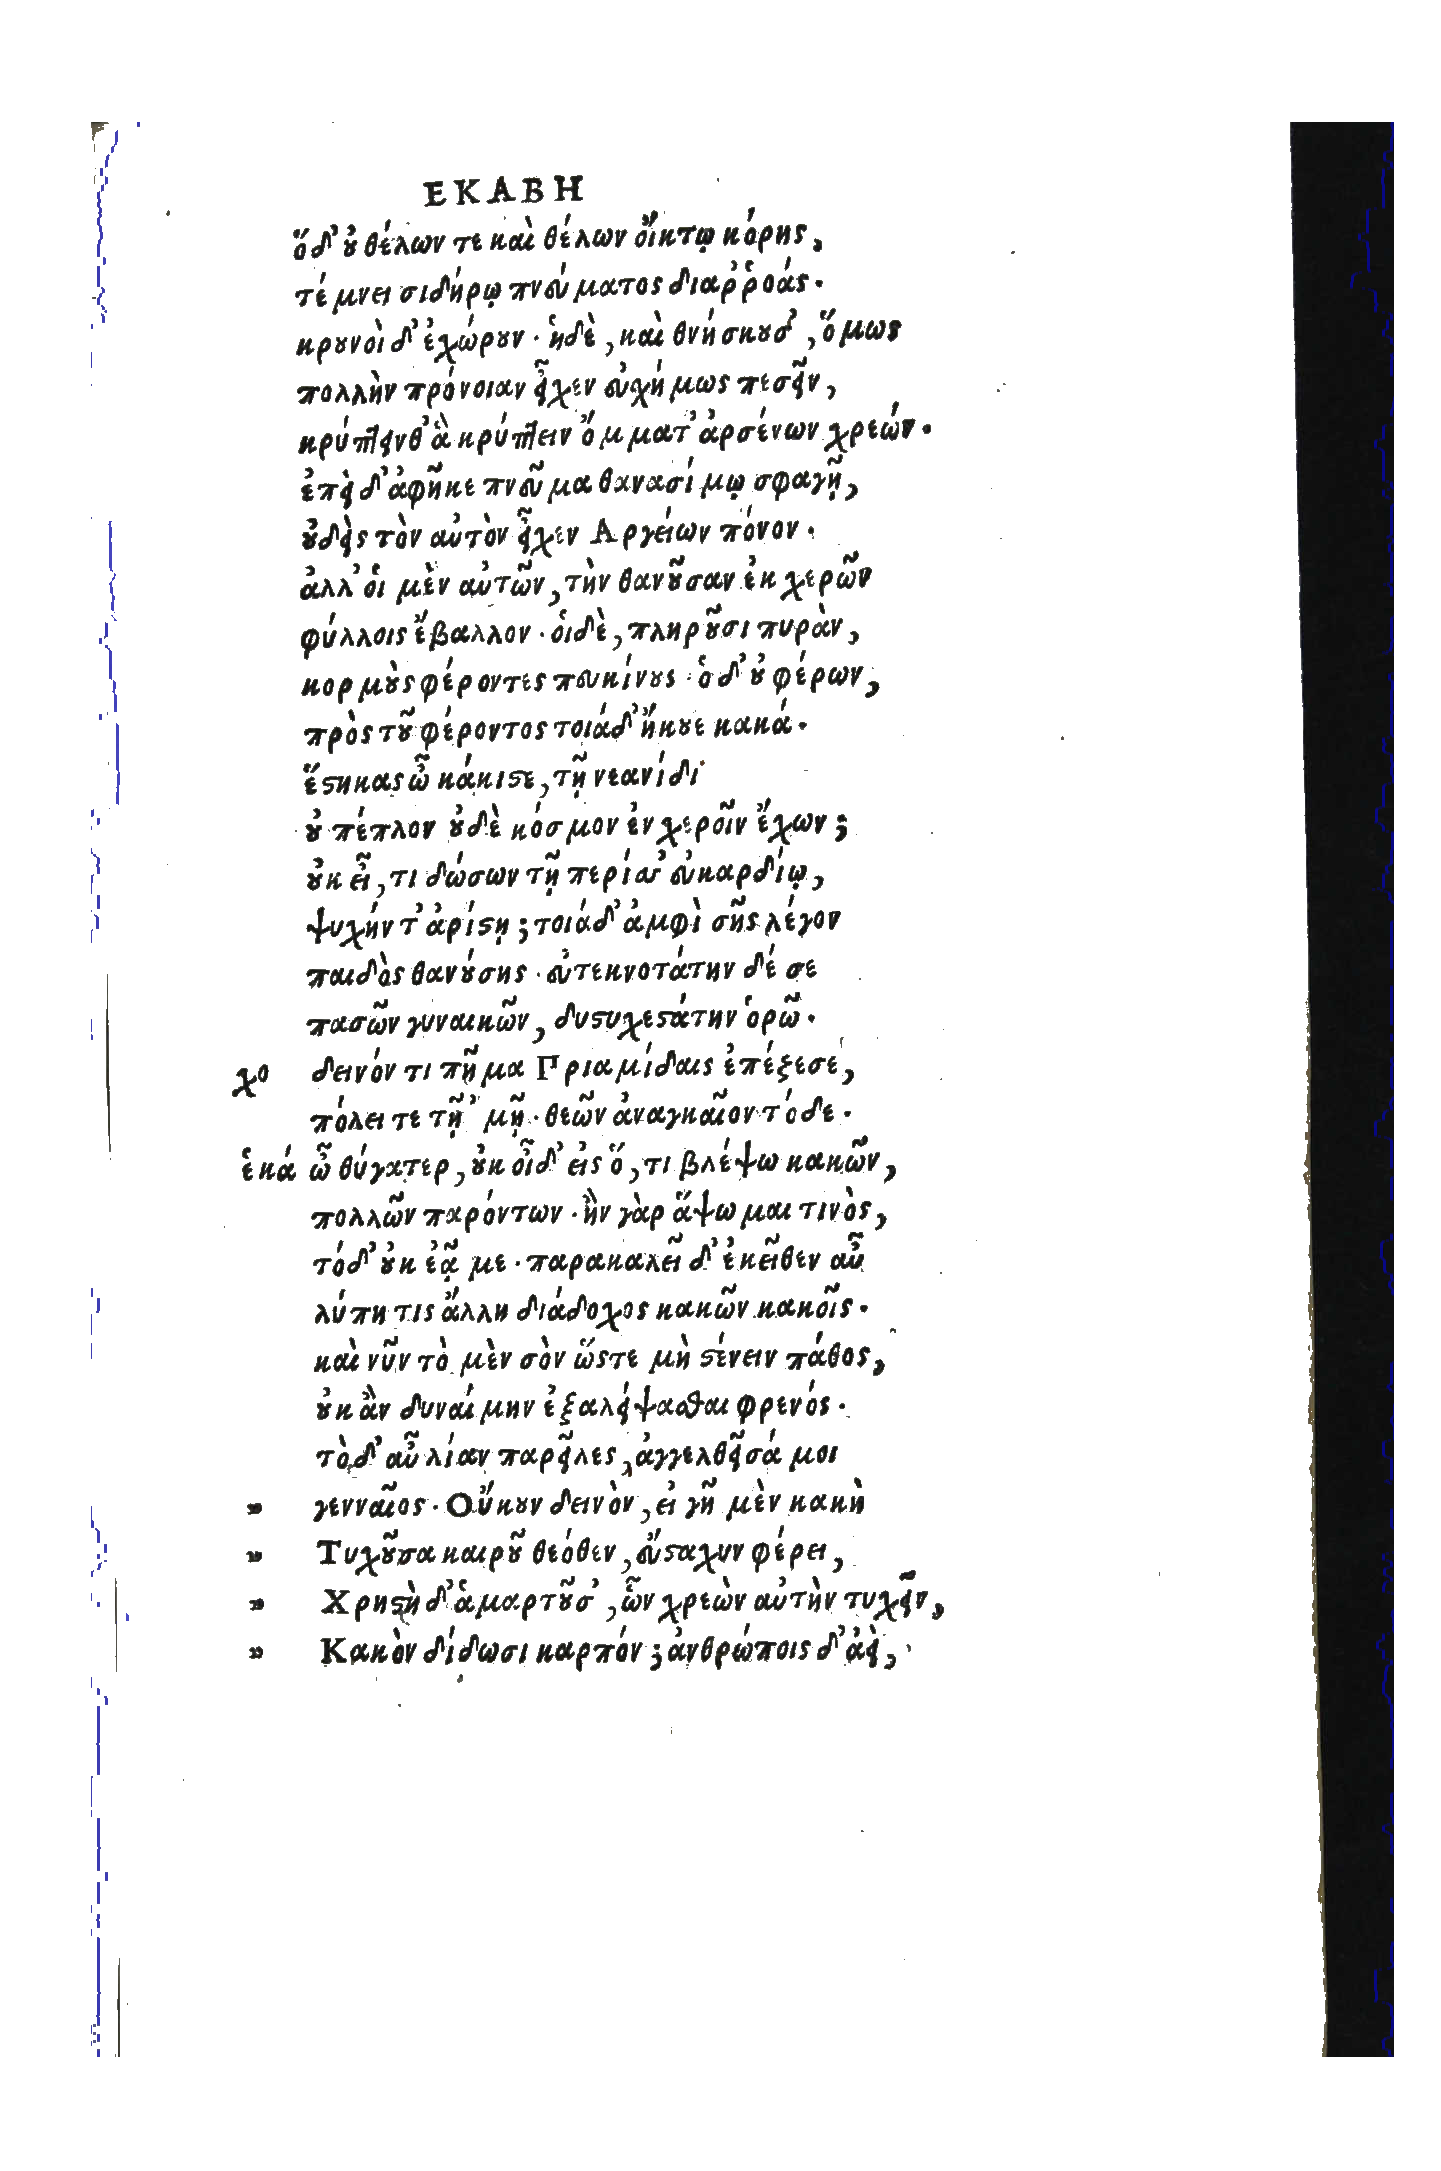 ΕΚΑΒΗ
ὅδ' οὐ θέλων τε καὶ θέλων οἴκτῳ κόρης,
τέμνει σιδήρῳ πνεύματος διαῤῥοάς.
κρουνοὶ δ' ἐχώρουν· ἡδὲ, καὶ θνήσκουσ', ὅμως
πολλὴν πρόνοιαν εἶχεν εὐχήμως πεσεῖν,
κρύπτειν θ' ἃ κρύπτειν ὄμματ' ἀρσένων χρεών.
ἐπεὶ δ' ἀφῆκε πνεῦμα θανασίμῳ σφαγῇ,
οὐδεὶς τὸν αὐτὸν εἶχεν Αργείων πόνον.
ἀλλ' οἱ μὲν αὐτῶν, τὴν θανοῦσαν ἐκ χερῶν
φύλλοις ἔβαλλον· οἱδὲ, πληροῦσι πυρὰν,
κορμοὺς φέροντες πευκίνους· ὁ δ' οὐ φέρων,
πρὸς τοῦ φέροντος τοιάδ' ἤκουε κακά.
ἕστηκας ὦ κάκιστε, τῇ νεανίδι
οὐ πέπλον οὐδὲ κόσμον ἐν χεροῖν ἔχων;
οὐκ εἶ, τι δώσων τῇ περίσσ' εὐκαρδίῳ,
ψυχήν τ' ἀρίστῃ; τοιάδ' ἀμφὶ σῆς λέγον
παιδὸς θανούσης· εὐτεκνοτάτην δέ σε
πασῶν γυναικῶν, δυστυχεστάτην ὁρῶ.
χο δεινόν τι πῆμα Πριαμίδαις ἐπέξεσε,
πόλει τε τῇ' μῇ· θεῶν ἀναγκαῖον τόδε.
ἑκά ὦ θύγατερ, οὐκ οἶδ' εἰς ὅ, τι βλέψω κακῶν,
πολλῶν παρόντων· ἢν γὰρ ἅψωμαι τινὸς,
τόδ' οὐκ ἐᾷ με· παρακαλεῖ δ' ἐκεῖθεν αὖ
λύπη τις ἄλλη διάδοχος κακῶν κακοῖς.
καὶ νῦν τὸ μὲν σὸν ὥστε μὴ στένειν πάθος,
οὐκ ἂν δυναίμην ἐξαλείψασθαι φρενός.
τὸ δ' αὖ λίαν παρεῖλες, ἀγγελθεῖσά μοι
» γενναῖος· Οὔκουν δεινὸν, εἰ γῆ μὲν κακὴ
» Τυχοῦσα καιροῦ θεόθεν, εὔσταχυν φέρει,
» Χρηστὴ δ' ἁμαρτοῦσ', ὧν χρεὼν αὐτὴν τυχεῖν,
» Κακὸν δίδωσι καρπόν; ἀνθρώποις δ' ἀεὶ,